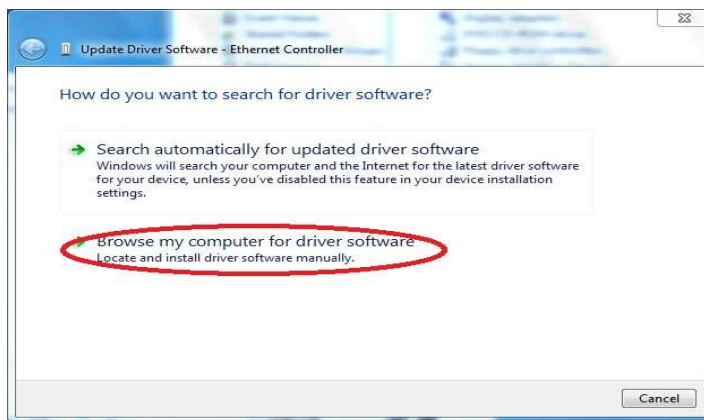 Update Driver Software - Ethernet Controller
How do you want to search for driver software?
Search automatically for updated driver software
Windows will search your computer and the Internet for the latest driver software
for your device, unless you've disabled this feature in your device installation
settings.
Browse my computer for driver software
Locate and install driver software manually.
Cancel